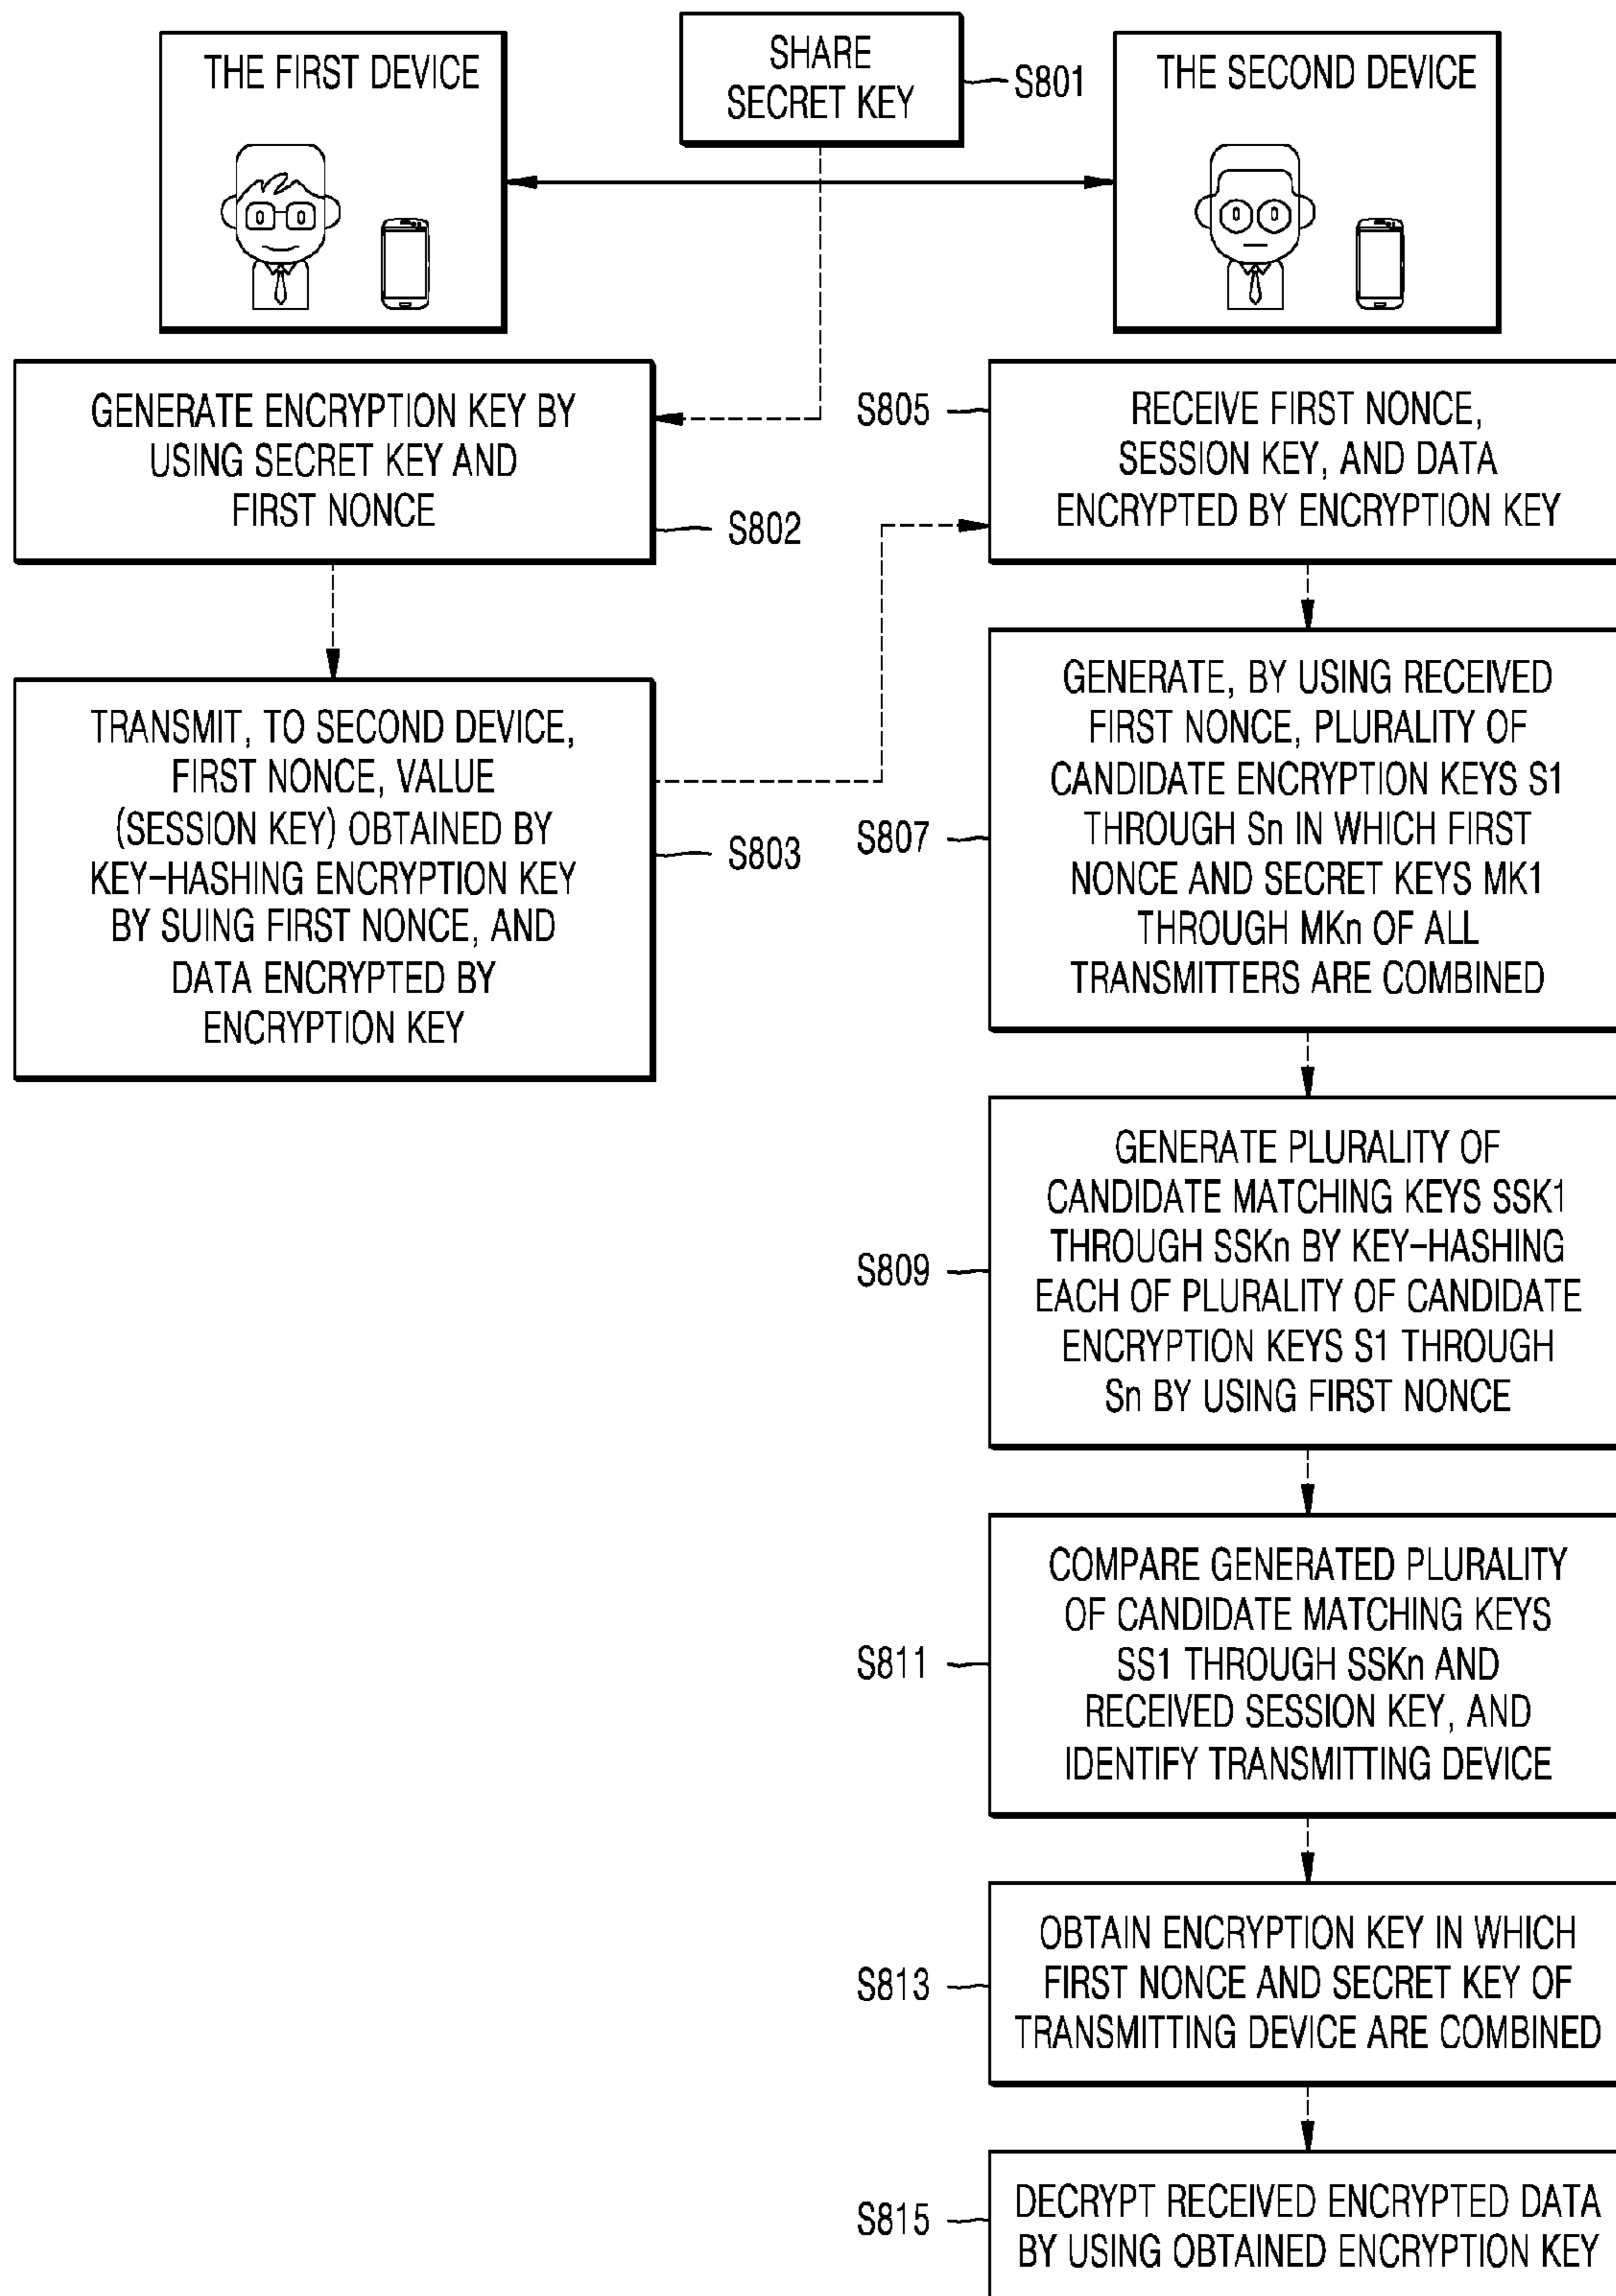 SHARE
SECRET KEY
S801
THE FIRST DEVICE
THE SECOND DEVICE
GENERATE ENCRYPTION KEY BY
USING SECRET KEY AND
FIRST NONCE
S802
TRANSMIT, TO SECOND DEVICE,
FIRST NONCE, VALUE
(SESSION KEY) OBTAINED BY
KEY-HASHING ENCRYPTION KEY
BY SUING FIRST NONCE, AND
DATA ENCRYPTED BY
ENCRYPTION KEY
S803
S805
RECEIVE FIRST NONCE,
SESSION KEY, AND DATA
ENCRYPTED BY ENCRYPTION KEY
S807
GENERATE, BY USING RECEIVED
FIRST NONCE, PLURALITY OF
CANDIDATE ENCRYPTION KEYS S1
THROUGH Sn IN WHICH FIRST
NONCE AND SECRET KEYS MK1
THROUGH MKn OF ALL
TRANSMITTERS ARE COMBINED
S809
GENERATE PLURALITY OF
CANDIDATE MATCHING KEYS SSK1
THROUGH SSKn BY KEY-HASHING
EACH OF PLURALITY OF CANDIDATE
ENCRYPTION KEYS S1 THROUGH
Sn BY USING FIRST NONCE
S811
COMPARE GENERATED PLURALITY
OF CANDIDATE MATCHING KEYS
SS1 THROUGH SSKn AND
RECEIVED SESSION KEY, AND
IDENTIFY TRANSMITTING DEVICE
S813
OBTAIN ENCRYPTION KEY IN WHICH
FIRST NONCE AND SECRET KEY OF
TRANSMITTING DEVICE ARE COMBINED
S815
DECRYPT RECEIVED ENCRYPTED DATA
BY USING OBTAINED ENCRYPTION KEY